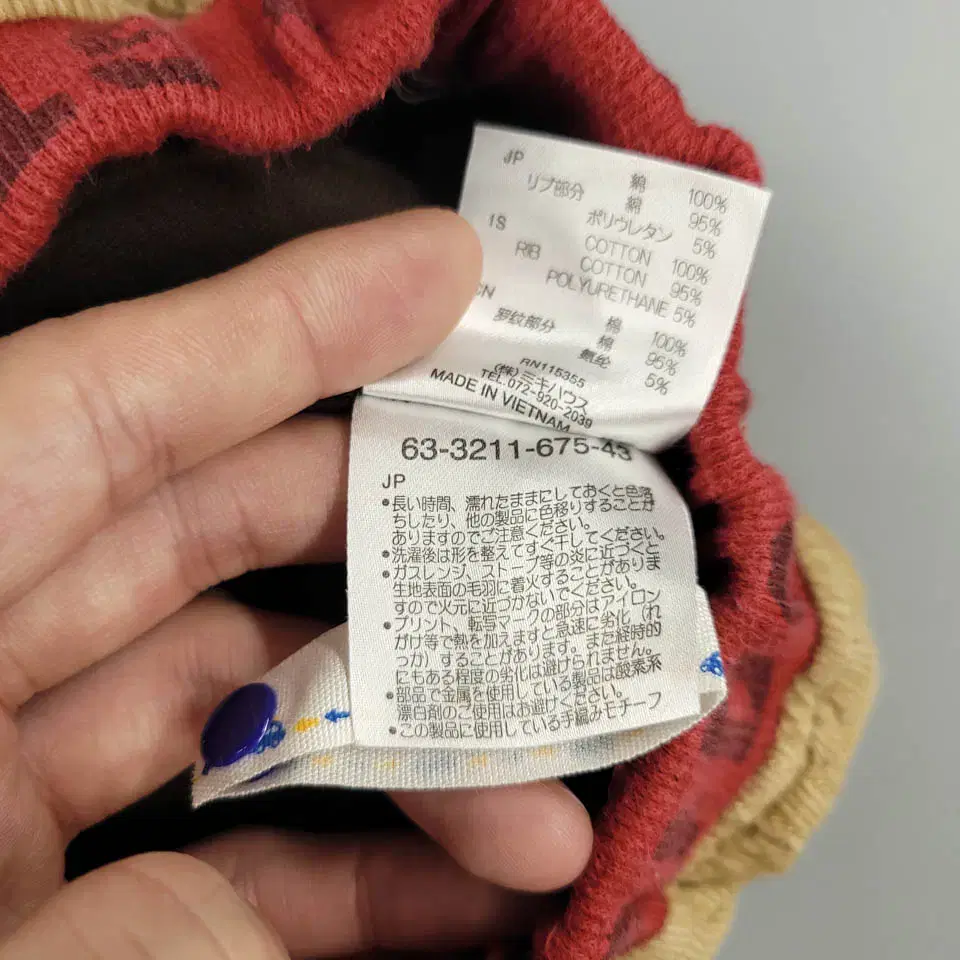 JP
綿 100%
リブ部分 綿 95%
ポリウレタン 5%
IS COTTON 100%
RIB COTTON 95%
POLYURETHANE 5%
CN 棉 100%
罗纹部分 棉 95%
氨纶 5%
RN115355
(株)ミキハウス
TEL.072-920-2039
MADE IN VIETNAM
63-3211-675-43
JP
●長い時間、濡れたままにしておくと色落
ちしたり、他の製品に色移りすることが
ありますのでご注意ください。
●洗濯後は形を整えてすぐ干してください。
●ガスレンジ、ストーブ等の炎に近づくと
生地表面の毛羽に着火することがありま
すので火元に近づかないでください。
●プリント、転写マークの部分はアイロン
がけ等で熱を加えますと急速に劣化（れ
っか）することがあります。また経時的
にもある程度の劣化は避けられません。
●部品で金属を使用している製品は酸素系
漂白剤のご使用はお避けください。
●この製品に使用している手編みモチーフ